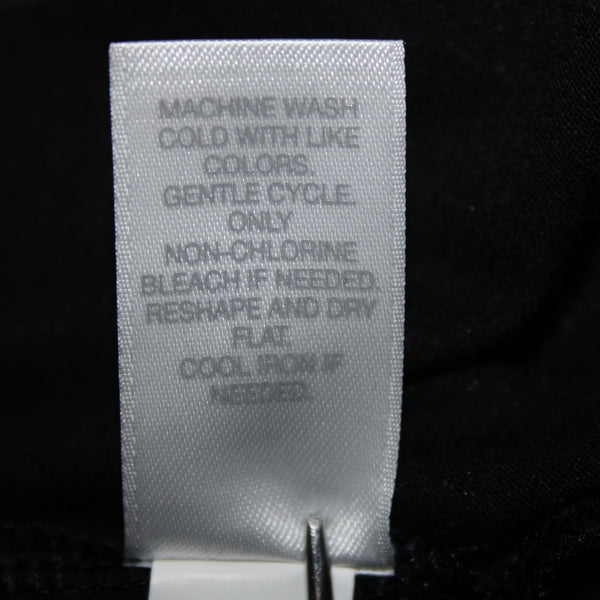 MACHINE WASH
COLD WITH LIKE
COLORS.
GENTLE CYCLE.
ONLY
NON-CHLORINE
BLEACH IF NEEDED.
RESHAPE AND DRY
FLAT.
COOL IRON IF
NEEDED.